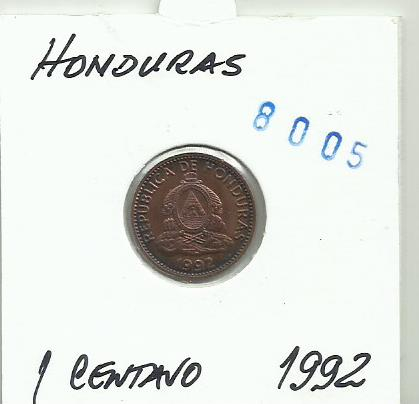 HONDURAS
8005
REPUBLICA DE HONDURAS
1992
1 CENTAVO 1992